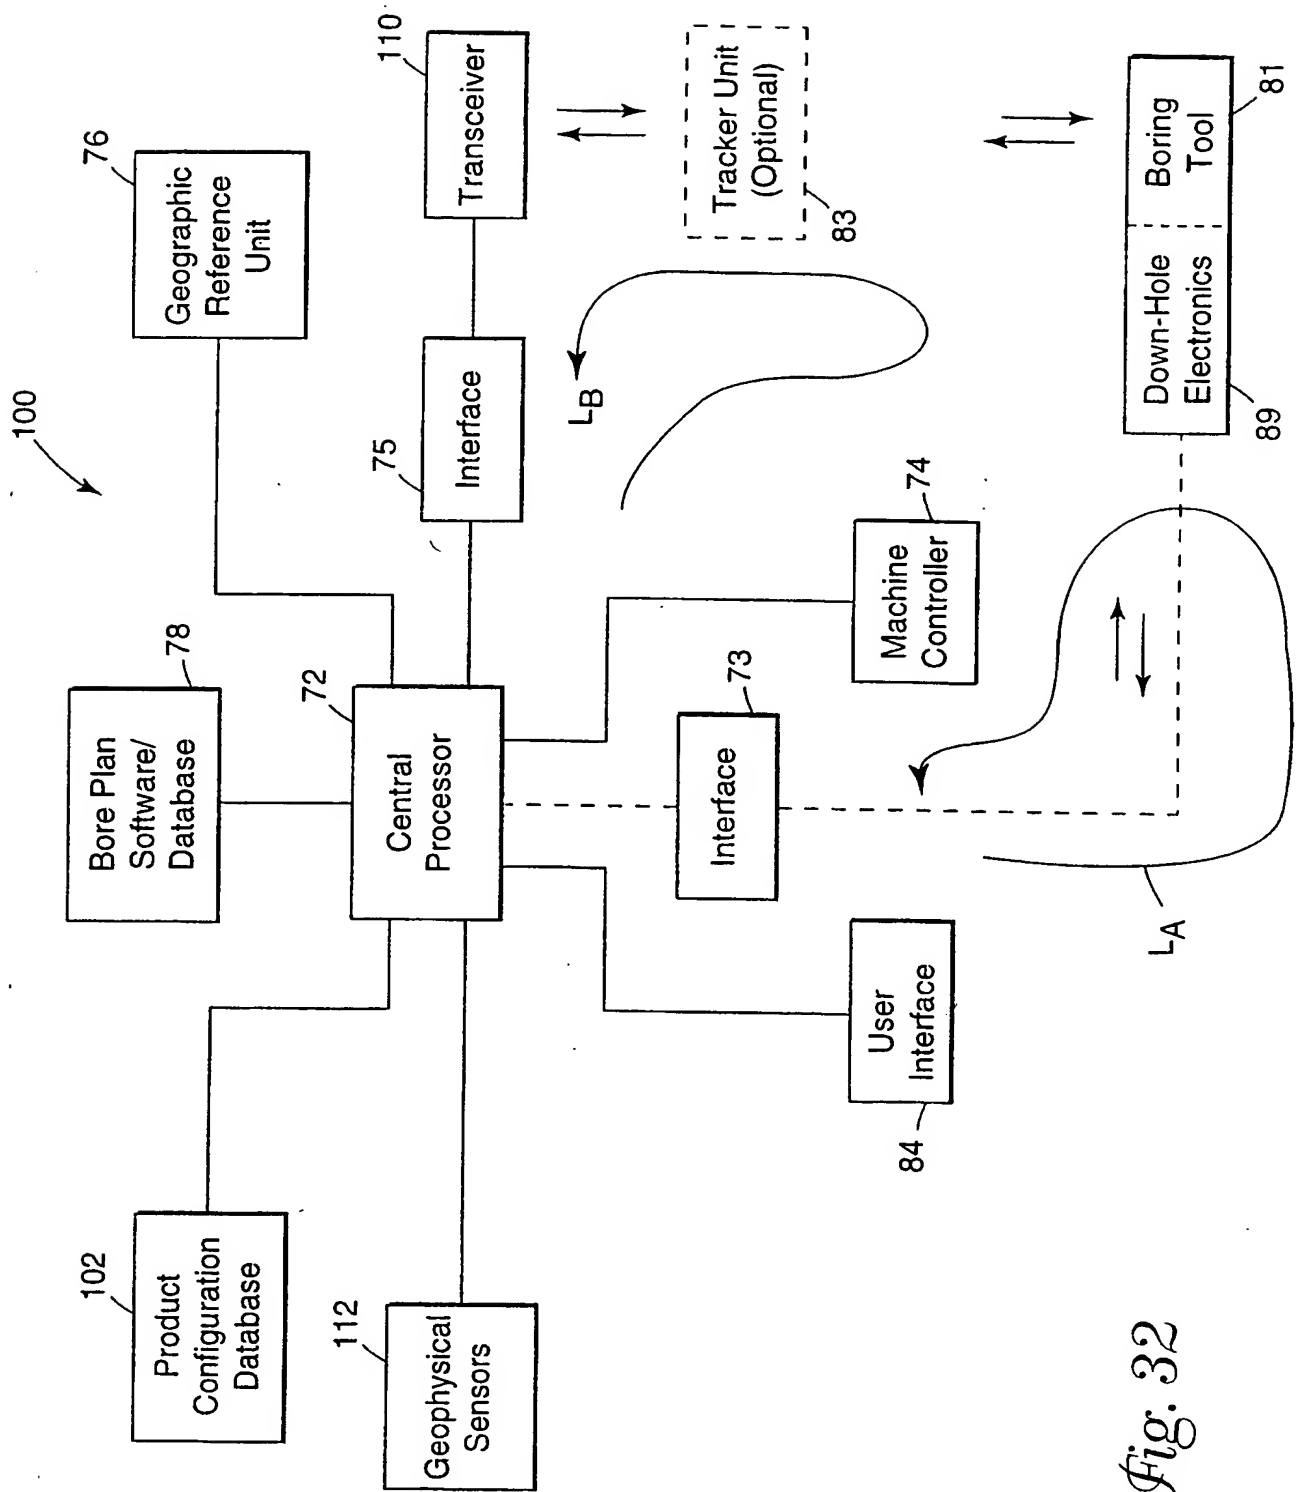 100
102
Product
Configuration
Database
78
Bore Plan
Software/
Database
76
Geographic
Reference
Unit
112
Geophysical
Sensors
72
Central
Processor
75
Interface
110
Transceiver
84
User
Interface
73
Interface
74
Machine
Controller
LB
83
Tracker Unit
(Optional)
LA
89
Down-Hole
Electronics
Boring
Tool
81
Fig. 32